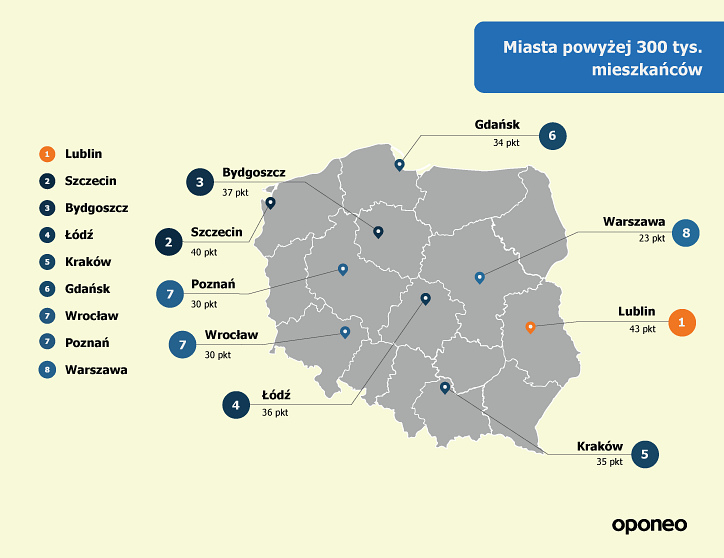 Miasta powyżej 300 tys.
mieszkańców
1 Lublin
2 Szczecin
3 Bydgoszcz
4 Łódź
5 Kraków
6 Gdańsk
7 Wrocław
7 Poznań
8 Warszawa
Gdańsk 6
34 pkt
3 Bydgoszcz
37 pkt
2 Szczecin
40 pkt
Warszawa 8
23 pkt
7 Poznań
30 pkt
Lublin 1
43 pkt
7 Wrocław
30 pkt
4 Łódź
36 pkt
Kraków 5
35 pkt
oponeo